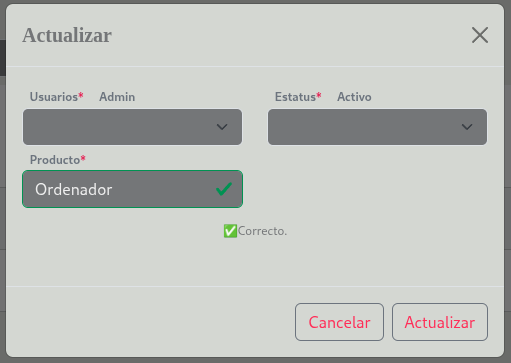 Actualizar
Usuarios* Admin
Estatus* Activo
Producto*
Ordenador
✅Correcto.
Cancelar
Actualizar